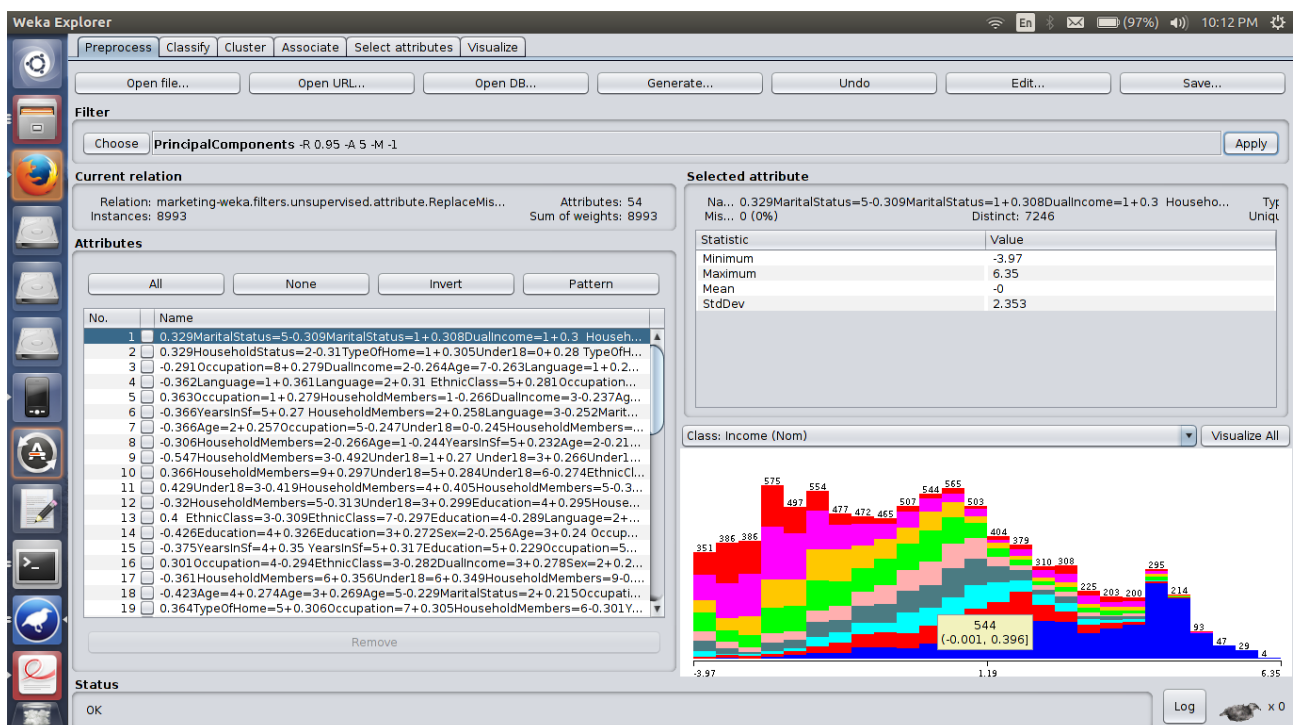 Weka Explorer
En (97%) 10:12 PM
Preprocess Classify Cluster Associate Select attributes Visualize
Open file... Open URL... Open DB... Generate... Undo Edit... Save...
Filter
Choose PrincipalComponents -R 0.95 -A 5 -M -1 Apply
Current relation
Relation: marketing-weka.filters.unsupervised.attribute.ReplaceMis... Attributes: 54
Instances: 8993 Sum of weights: 8993
Selected attribute
Na... 0.329MaritalStatus=5-0.309MaritalStatus=1+0.308DualIncome=1+0.3 Househo... Typ
Mis... 0 (0%) Distinct: 7246 Uniqu
Statistic Value
Minimum -3.97
Maximum 6.35
Mean -0
StdDev 2.353
Attributes
All None Invert Pattern
No. Name
1 0.329MaritalStatus=5-0.309MaritalStatus=1+0.308DualIncome=1+0.3 Househ...
2 0.329HouseholdStatus=2-0.31TypeOfHome=1+0.305Under18=0+0.28 TypeOfH...
3 -0.291Occupation=8+0.279DualIncome=2-0.264Age=7-0.263Language=1+0.2...
4 -0.362Language=1+0.361Language=2+0.31 EthnicClass=5+0.281Occupation...
5 0.363Occupation=1+0.279HouseholdMembers=1-0.266DualIncome=3-0.237Ag...
6 -0.366YearsInSf=5+0.27 HouseholdMembers=2+0.258Language=3-0.252Marit...
7 -0.366Age=2+0.257Occupation=5-0.247Under18=0-0.245HouseholdMembers=...
8 -0.306HouseholdMembers=2-0.266Age=1-0.244YearsInSf=5+0.232Age=2-0.21...
9 -0.547HouseholdMembers=3-0.492Under18=1+0.27 Under18=3+0.266Under1...
10 0.366HouseholdMembers=9+0.297Under18=5+0.284Under18=6-0.274EthnicCl...
11 0.429Under18=3-0.419HouseholdMembers=4+0.405HouseholdMembers=5-0.3...
12 -0.32HouseholdMembers=5-0.313Under18=3+0.299Education=4+0.295House...
13 0.4 EthnicClass=3-0.309EthnicClass=7-0.297Education=4-0.289Language=2+...
14 -0.426Education=4+0.326Education=3+0.272Sex=2-0.256Age=3+0.24 Occup...
15 -0.375YearsInSf=4+0.35 YearsInSf=5+0.317Education=5+0.229Occupation=5...
16 0.301Occupation=4-0.294EthnicClass=3-0.282DualIncome=3+0.278Sex=2+0.2...
17 -0.361HouseholdMembers=6+0.356Under18=6+0.349HouseholdMembers=9-0....
18 -0.423Age=4+0.274Age=3+0.269Age=5-0.229MaritalStatus=2+0.215Occupati...
19 0.364TypeOfHome=5+0.306Occupation=7+0.305HouseholdMembers=6-0.301Y...
Remove
Class: Income (Nom) Visualize All
351 386 386 575 497 554 477 472 465 507 544 565 503 404 379 310 308 225 203 200 295 214 93 47 29 4
544
(-0.001, 0.396]
-3.97 1.19 6.35
Status
OK
Log x 0